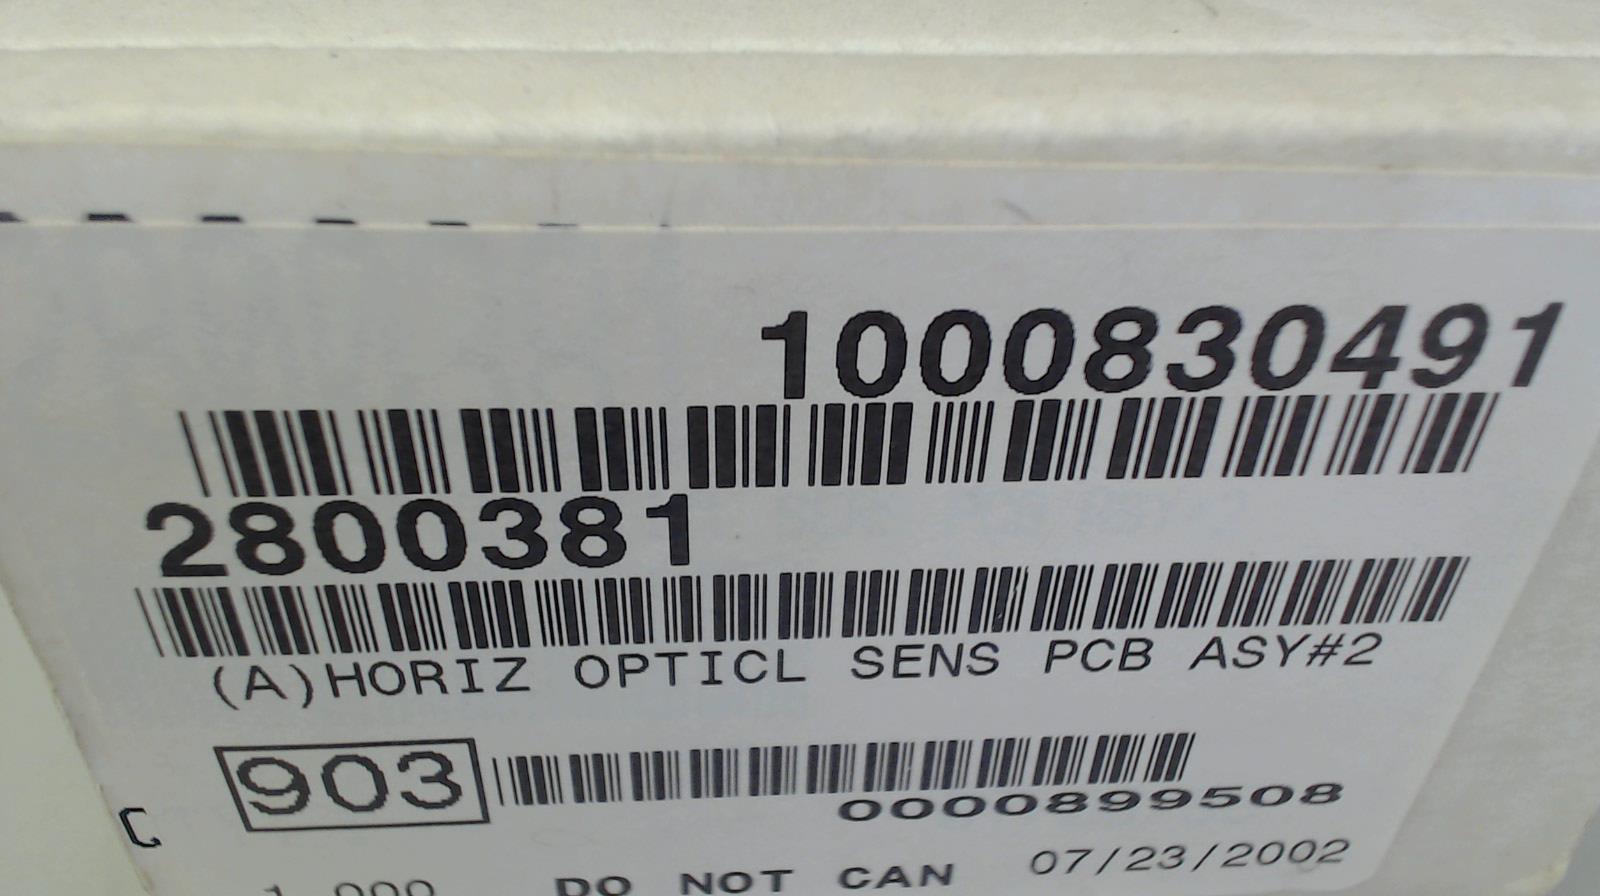 1000830491
2800381
(A)HORIZ OPTICL SENS PCB ASY#2
903
0000899508
C
DO NOT CAN 07/23/2002